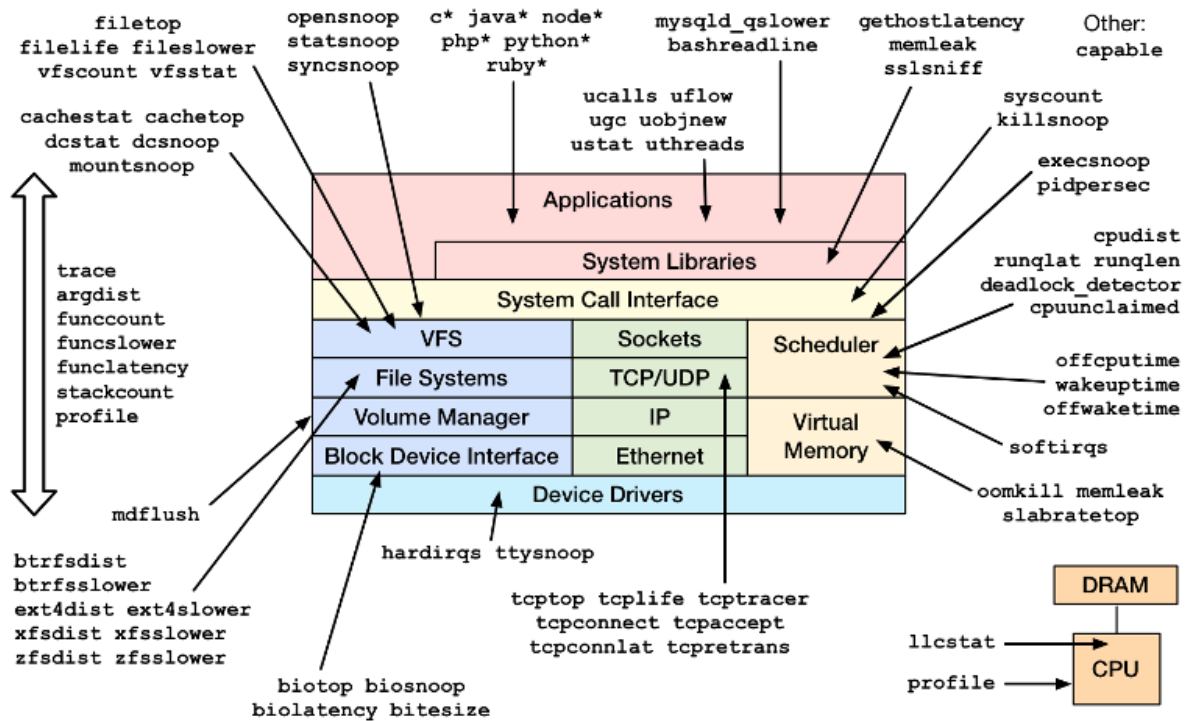 filetop
filelife fileslower
vfscount vfsstat
opensnoop
statsnoop
syncsnoop
c* java* node*
php* python*
ruby*
mysqld_qslower
bashreadline
gethostlatency
memleak
sslsniff
Other:
capable
ucalls uflow
ugc uobjnew
ustat uthreads
syscount
killsnoop
cachestat cachetop
dcstat dcsnoop
mountsnoop
execsnoop
pidpersec
Applications
System Libraries
System Call Interface
VFS
Sockets
Scheduler
File Systems
TCP/UDP
Volume Manager
IP
Virtual
Memory
Block Device Interface
Ethernet
Device Drivers
trace
argdist
funccount
funcslower
funclatency
stackcount
profile
cpudist
runqlat runqlen
deadlock_detector
cpuunclaimed
offcputime
wakeuptime
offwaketime
softirqs
oomkill memleak
slabratetop
mdflush
hardirqs ttysnoop
btrfsdist
btrfsslower
ext4dist ext4slower
xfsdist xfsslower
zfsdist zfsslower
tcptop tcplife tcptracer
tcpconnect tcpaccept
tcpconnlat tcpretrans
biotop biosnoop
biolatency bitesize
DRAM
llcstat
CPU
profile